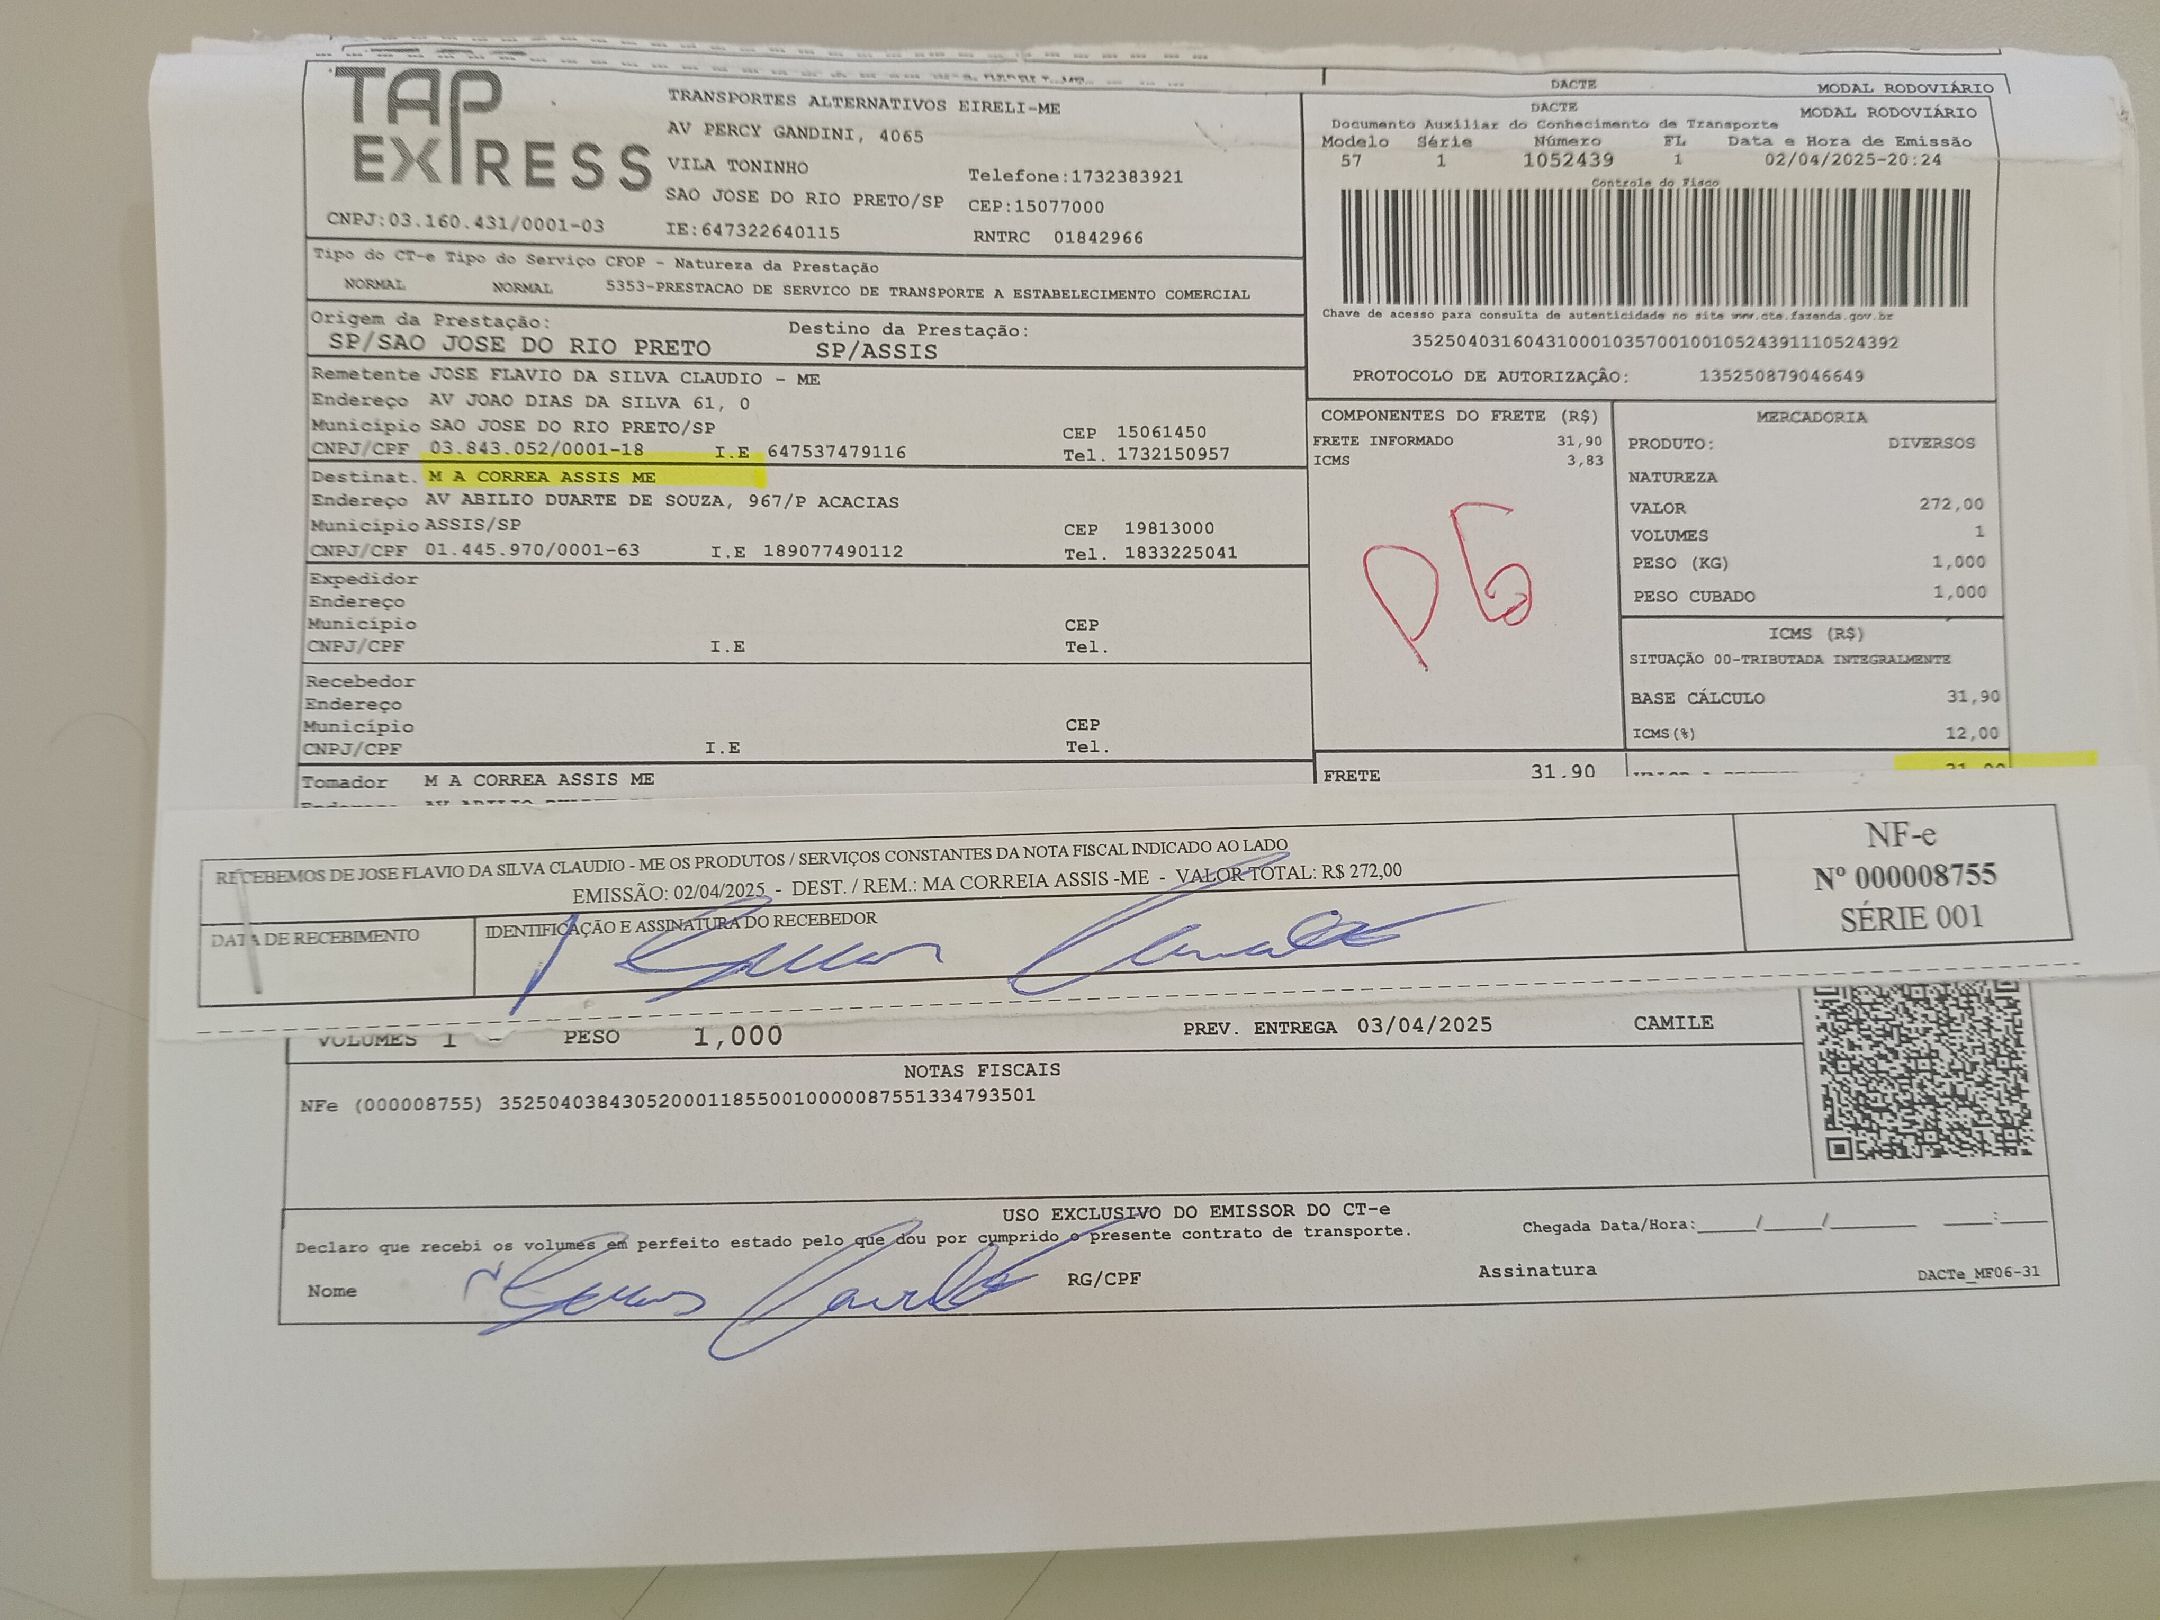 TAP
EXPRESS
CNPJ:03.160.431/0001-03
TRANSPORTES ALTERNATIVOS EIRELI-ME
AV PERCY GANDINI, 4065
VILA TONINHO
Telefone:1732383921
SAO JOSE DO RIO PRETO/SP CEP:15077000
IE:647322640115 RNTRC 01842966
DACTE MODAL RODOVIÁRIO
DACTE MODAL RODOVIÁRIO
Documento Auxiliar do Conhecimento de Transporte
Modelo Série Número FL Data e Hora de Emissão
57 1 1052439 1 02/04/2025-20:24
Controle do Fisco
Chave de acesso para consulta de autenticidade no site www.cte.fazenda.gov.br
35250403160431000103570010010524391110524392
PROTOCOLO DE AUTORIZAÇÃO: 135250879046649
Tipo do CT-e Tipo do Serviço CFOP - Natureza da Prestação
NORMAL NORMAL 5353-PRESTACAO DE SERVICO DE TRANSPORTE A ESTABELECIMENTO COMERCIAL
Origem da Prestação: Destino da Prestação:
SP/SAO JOSE DO RIO PRETO SP/ASSIS
Remetente JOSE FLAVIO DA SILVA CLAUDIO - ME
Endereço AV JOAO DIAS DA SILVA 61, 0
Município SAO JOSE DO RIO PRETO/SP CEP 15061450
CNPJ/CPF 03.843.052/0001-18 I.E 647537479116 Tel. 1732150957
Destinat. M A CORREA ASSIS ME
Endereço AV ABILIO DUARTE DE SOUZA, 967/P ACACIAS
Município ASSIS/SP CEP 19813000
CNPJ/CPF 01.445.970/0001-63 I.E 189077490112 Tel. 1833225041
Expedidor
Endereço
Município CEP
CNPJ/CPF I.E Tel.
Recebedor
Endereço
Município CEP
CNPJ/CPF I.E Tel.
Tomador M A CORREA ASSIS ME
COMPONENTES DO FRETE (R$)
FRETE INFORMADO 31,90
ICMS 3,83
FRETE 31,90
MERCADORIA
PRODUTO: DIVERSOS
NATUREZA
VALOR 272,00
VOLUMES 1
PESO (KG) 1,000
PESO CUBADO 1,000
ICMS (R$)
SITUAÇÃO 00-TRIBUTADA INTEGRALMENTE
BASE CÁLCULO 31,90
ICMS(%) 12,00
RECEBEMOS DE JOSE FLAVIO DA SILVA CLAUDIO - ME OS PRODUTOS / SERVIÇOS CONSTANTES DA NOTA FISCAL INDICADO AO LADO
EMISSÃO: 02/04/2025 - DEST. / REM.: MA CORREIA ASSIS -ME - VALOR TOTAL: R$ 272,00
DATA DE RECEBIMENTO IDENTIFICAÇÃO E ASSINATURA DO RECEBEDOR
NF-e
Nº 000008755
SÉRIE 001
VOLUMES 1 - PESO 1,000 PREV. ENTREGA 03/04/2025 CAMILE
NOTAS FISCAIS
NFe (000008755) 35250403843052000118550010000087551334793501
USO EXCLUSIVO DO EMISSOR DO CT-e
Declaro que recebi os volumes em perfeito estado pelo que dou por cumprido o presente contrato de transporte. Chegada Data/Hora:____/____/______ ___:___
Nome RG/CPF Assinatura
DACTe_MF06-31